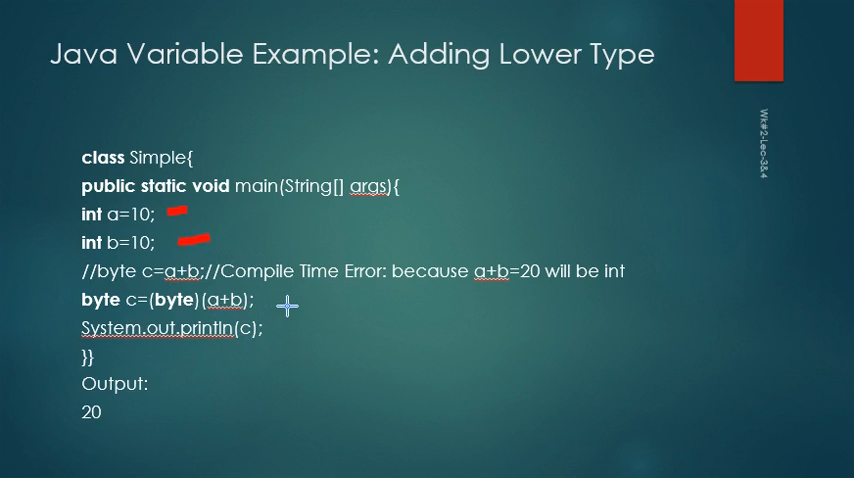 Java Variable Example: Adding Lower Type
Wk#2-Lec-3&4
class Simple{
public static void main(String[] args){
int a=10;
int b=10;
//byte c=a+b;//Compile Time Error: because a+b=20 will be int
byte c=(byte)(a+b);
System.out.println(c);
}}
Output:
20